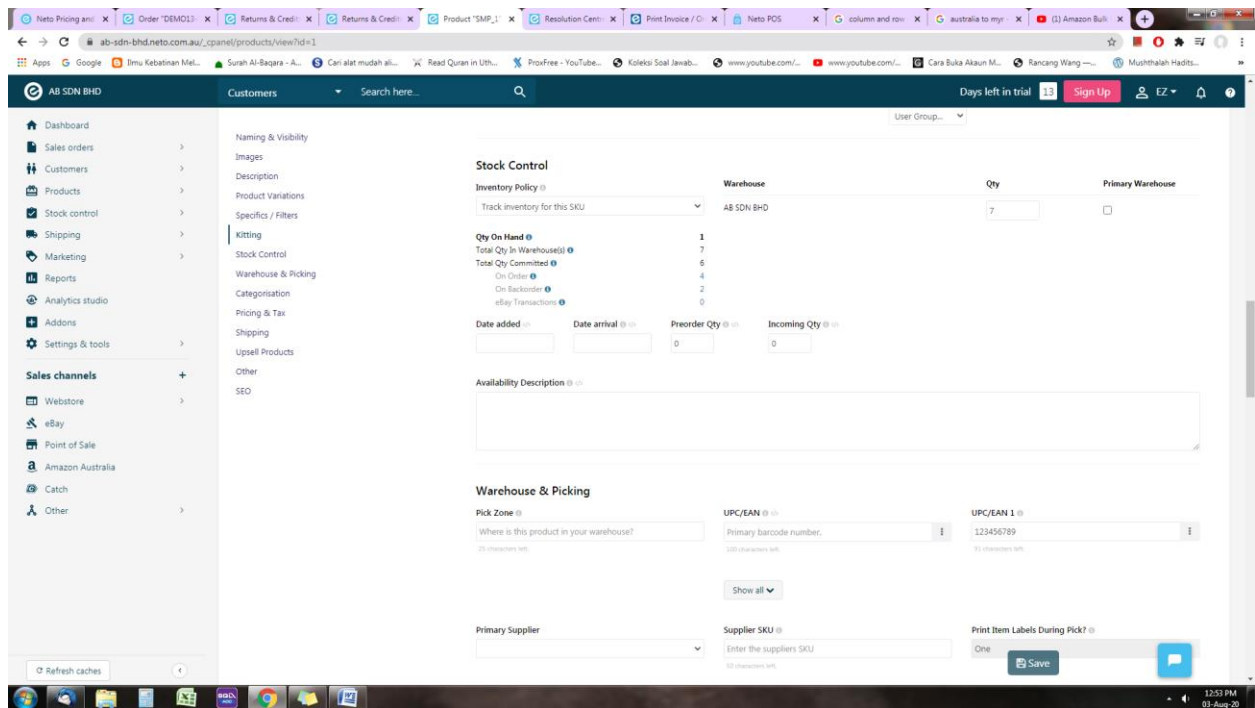 Neto Pricing and
Order "DEMO13-
Returns & Credit
Returns & Credit
Product "SMP_1"
Resolution Centr
Print Invoice / Or
Neto POS
column and row
australia to myr -
(1) Amazon Bulk
ab-sdn-bhd.neto.com.au/_cpanel/products/view?id=1
Apps
Google
Ilmu Kebatinan Mel...
Surah Al-Baqara - A...
Cari alat mudah ali...
Read Quran in Uth...
ProxFree - YouTube...
Koleksi Soal Jawab...
www.youtube.com/...
www.youtube.com/...
Cara Buka Akaun M...
Rancang Wang —...
Mushthalah Hadits...
AB SDN BHD
Customers
Search here...
Days left in trial 13
Sign Up
EZ
Dashboard
Sales orders
Customers
Products
Stock control
Shipping
Marketing
Reports
Analytics studio
Addons
Settings & tools
Sales channels +
Webstore
eBay
Point of Sale
Amazon Australia
Catch
Other
Refresh caches
Naming & Visibility
Images
Description
Product Variations
Specifics / Filters
Kitting
Stock Control
Warehouse & Picking
Categorisation
Pricing & Tax
Shipping
Upsell Products
Other
SEO
User Group...
Stock Control
Inventory Policy
Warehouse
Qty
Primary Warehouse
Track inventory for this SKU
AB SDN BHD
7
Qty On Hand 1
Total Qty In Warehouse(s) 7
Total Qty Committed 6
On Order 4
On Backorder 2
eBay Transactions 0
Date added
Date arrival
Preorder Qty
Incoming Qty
0
0
Availability Description
Warehouse & Picking
Pick Zone
UPC/EAN
UPC/EAN 1
Where is this product in your warehouse?
Primary barcode number.
123456789
25 characters left.
100 characters left.
91 characters left.
Show all
Primary Supplier
Supplier SKU
Print Item Labels During Pick?
Enter the suppliers SKU
One
50 characters left.
Save
12:53 PM
03-Aug-20